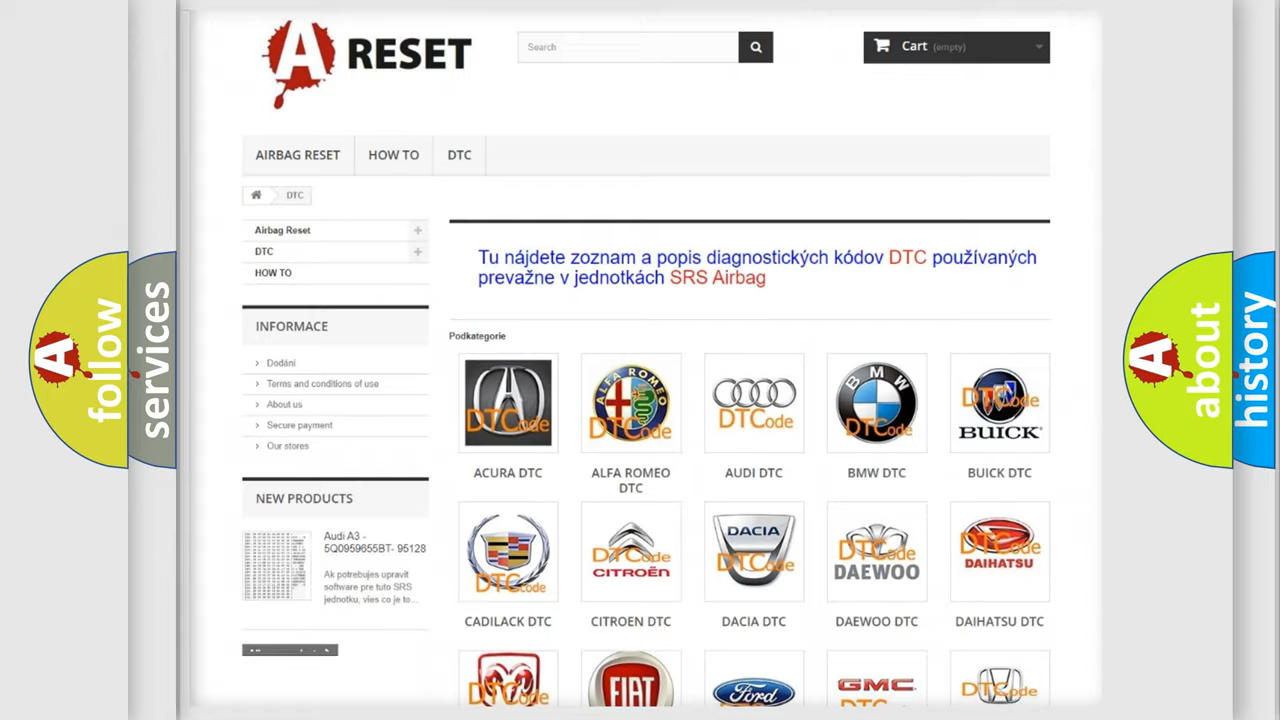 A RESET
Search
Cart (empty)
AIRBAG RESET
HOW TO
DTC
DTC
Airbag Reset
DTC
HOW TO
INFORMACE
Dodání
Terms and conditions of use
About us
Secure payment
Our stores
NEW PRODUCTS
Audi A3 -
5Q0959655BT- 95128
Ak potrebujes upravit
software pre tuto SRS
jednotku, vies co je to...
Tu nájdete zoznam a popis diagnostických kódov DTC používaných
prevažne v jednotkách SRS Airbag
Podkategorie
DTCode
ALFA ROMEO
DTCode
DTCode
BMW
DTCode
DTCode
BUICK
ACURA DTC
ALFA ROMEO
DTC
AUDI DTC
BMW DTC
BUICK DTC
DTCode
DTCode
CITROËN
DACIA
DTCode
DTCode
DAEWOO
DTCode
DAIHATSU
CADILACK DTC
CITROEN DTC
DACIA DTC
DAEWOO DTC
DAIHATSU DTC
DTCode
FIAT
Ford
GMC
DTCode
A follow
services
A about
history